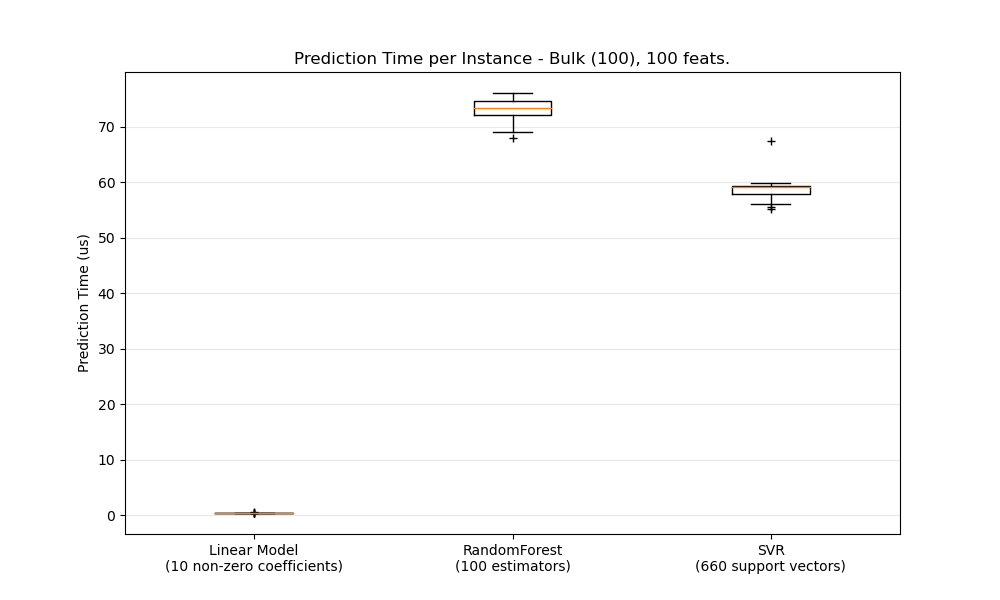 Prediction Time per Instance - Bulk (100), 100 feats.
Prediction Time (us)
70
60
50
40
30
20
10
0
Linear Model
(10 non-zero coefficients)
RandomForest
(100 estimators)
SVR
(660 support vectors)